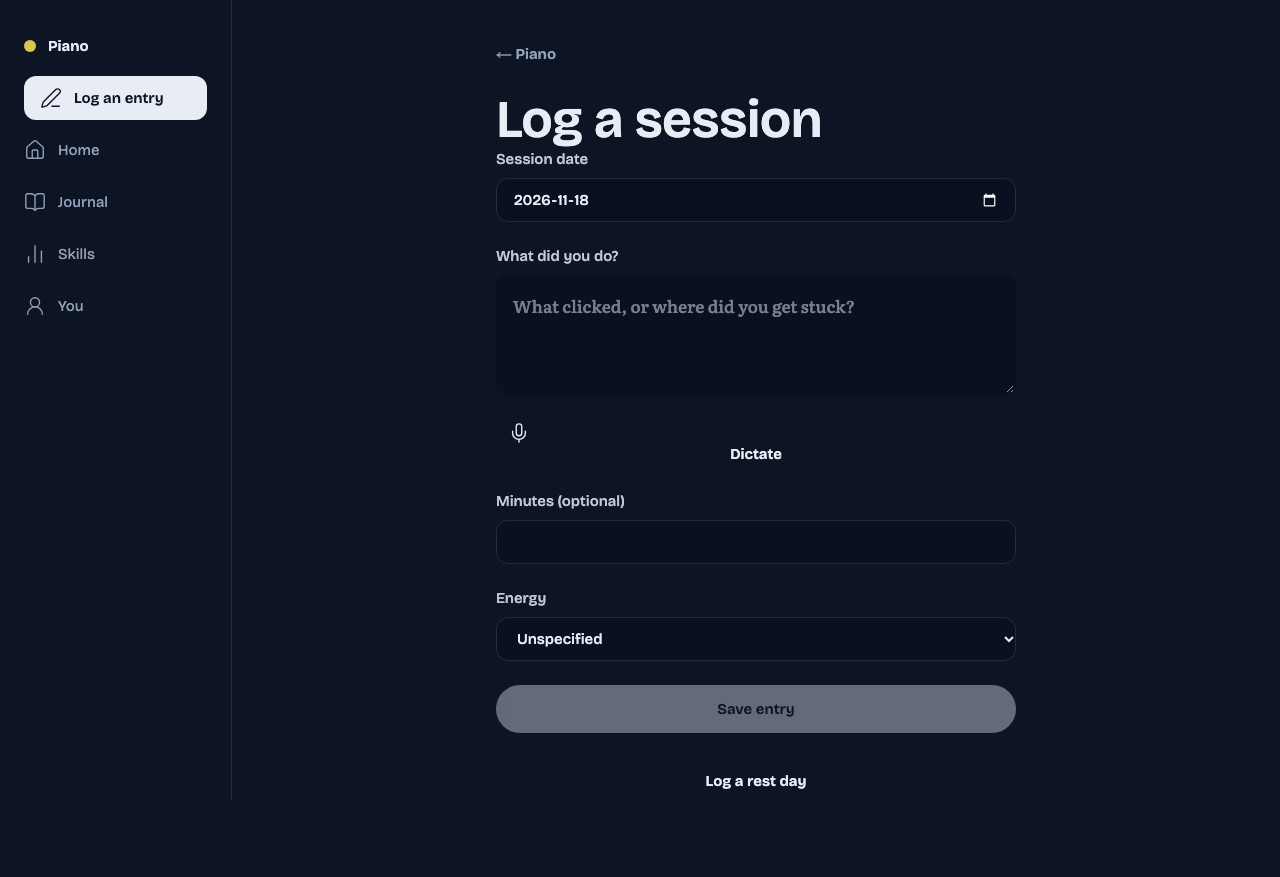 Piano
Log an entry
Home
Journal
Skills
You
← Piano
Log a session
Session date
2026-11-18
What did you do?
What clicked, or where did you get stuck?
Dictate
Minutes (optional)
Energy
Unspecified
Save entry
Log a rest day